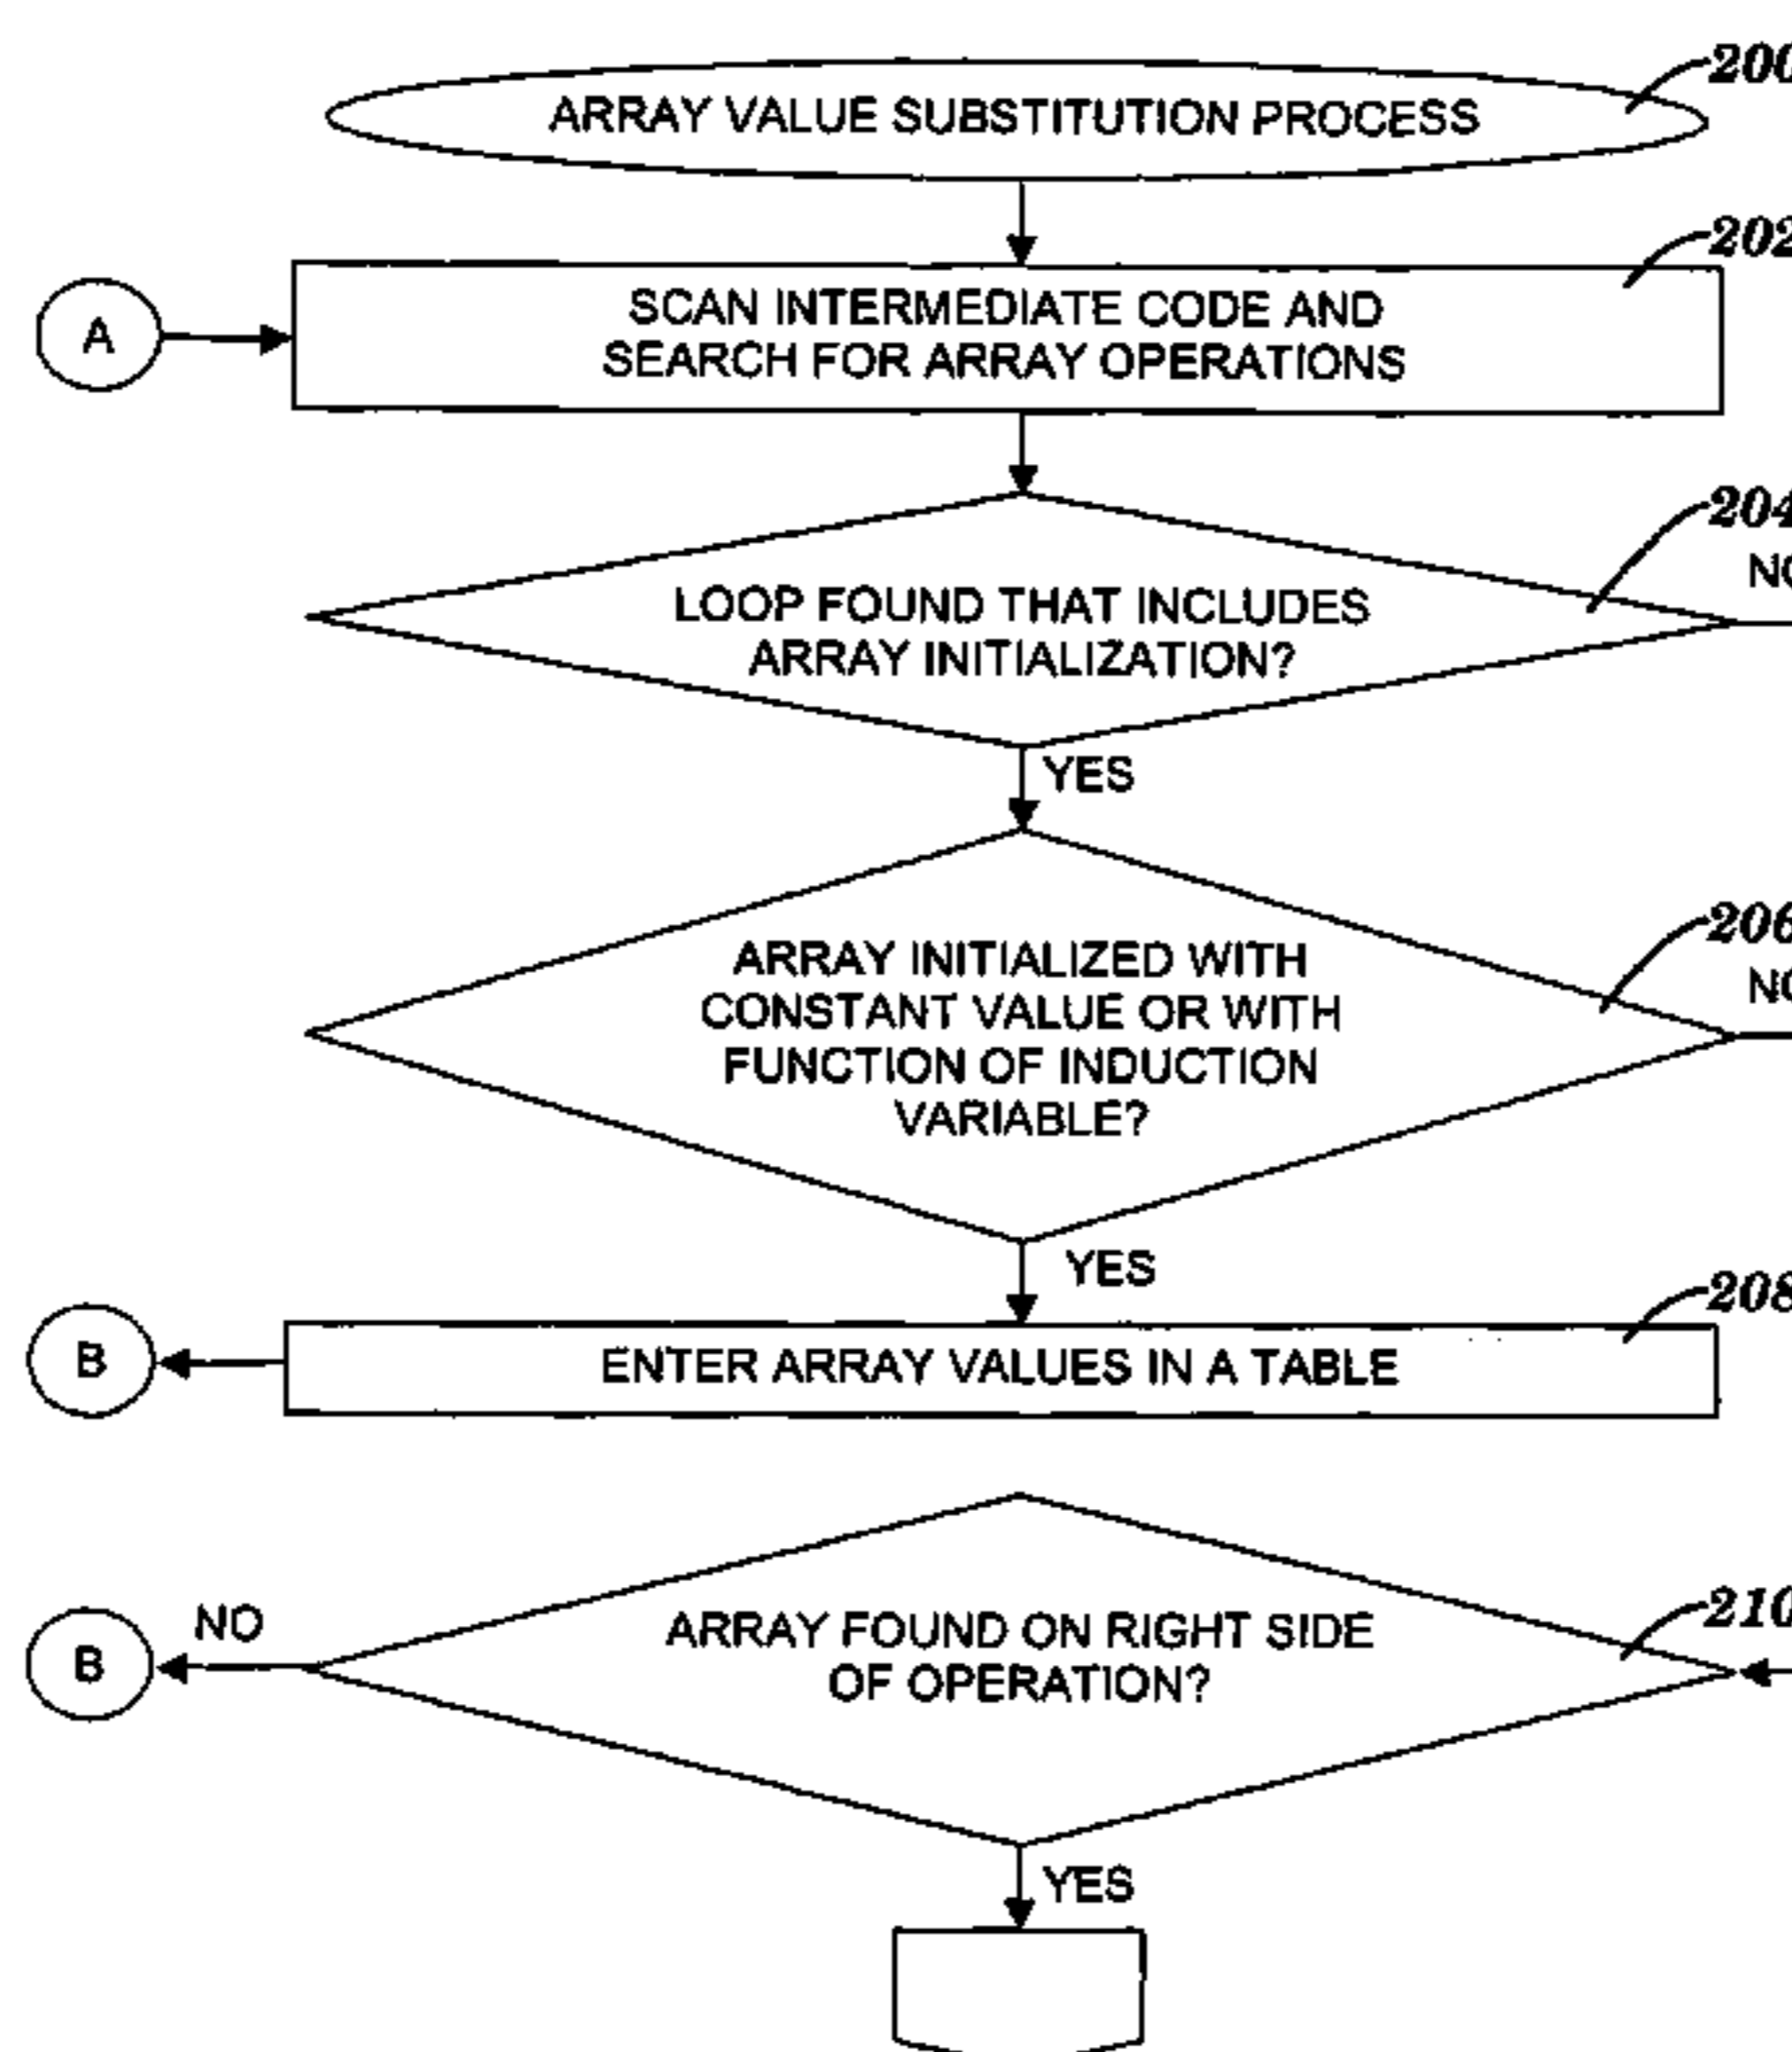 ARRAY VALUE SUBSTITUTION PROCESS
200
202
A
SCAN INTERMEDIATE CODE AND
SEARCH FOR ARRAY OPERATIONS
204
NO
LOOP FOUND THAT INCLUDES
ARRAY INITIALIZATION?
YES
206
NO
ARRAY INITIALIZED WITH
CONSTANT VALUE OR WITH
FUNCTION OF INDUCTION
VARIABLE?
YES
208
B
ENTER ARRAY VALUES IN A TABLE
210
NO
B
ARRAY FOUND ON RIGHT SIDE
OF OPERATION?
YES